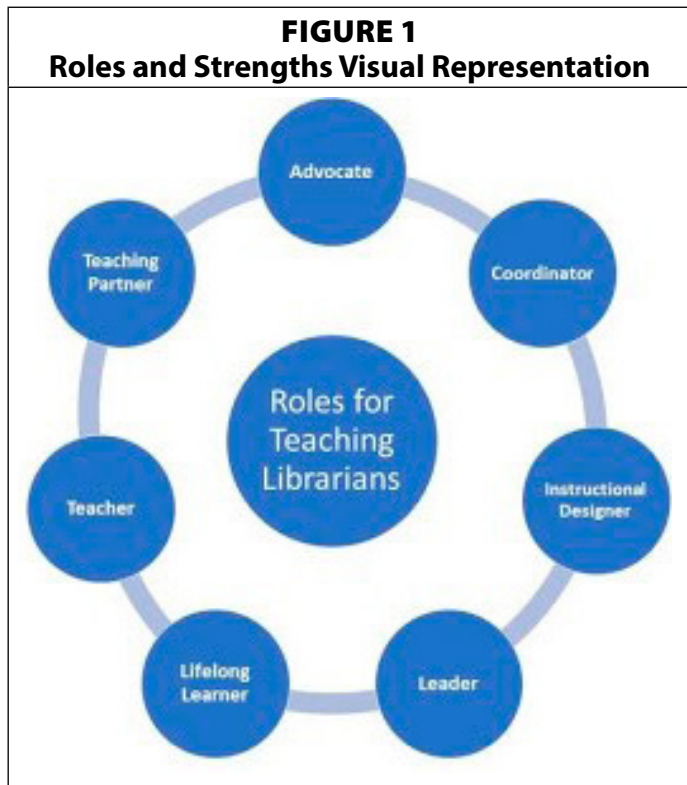 FIGURE 1
Roles and Strengths Visual Representation
Advocate
Coordinator
Instructional
Designer
Leader
Lifelong
Learner
Teacher
Teaching
Partner
Roles for
Teaching
Librarians